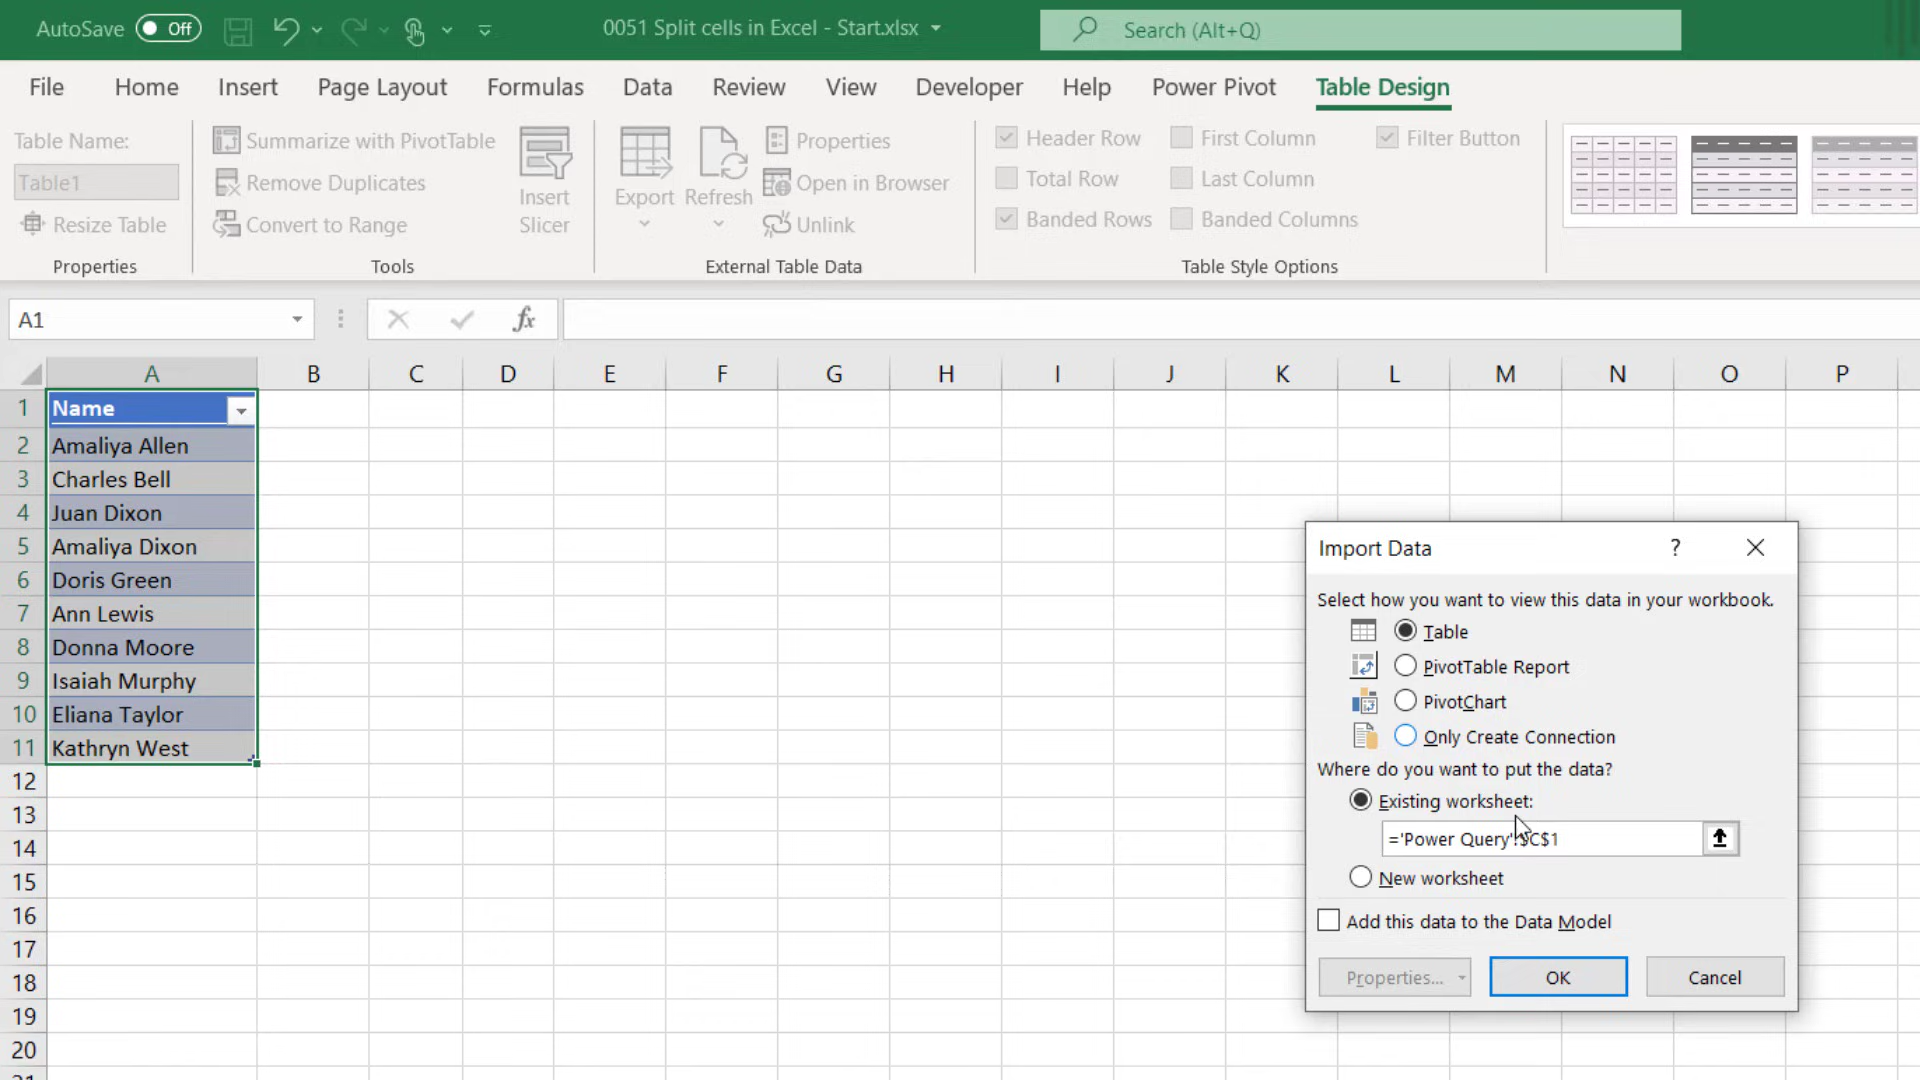 AutoSave Off 0051 Split cells in Excel - Start.xlsx Search (Alt+Q)
File Home Insert Page Layout Formulas Data Review View Developer Help Power Pivot Table Design
Table Name:
Table1
Resize Table
Properties
Summarize with PivotTable
Remove Duplicates
Convert to Range
Insert
Slicer
Tools
Export
Refresh
Properties
Open in Browser
Unlink
External Table Data
Header Row First Column Filter Button
Total Row Last Column
Banded Rows Banded Columns
Table Style Options
A1 fx
A B C D E F G H I J K L M N O P
1 Name
2 Amaliya Allen
3 Charles Bell
4 Juan Dixon
5 Amaliya Dixon
6 Doris Green
7 Ann Lewis
8 Donna Moore
9 Isaiah Murphy
10 Eliana Taylor
11 Kathryn West
12
13
14
15
16
17
18
19
20
Import Data ?
Select how you want to view this data in your workbook.
Table
PivotTable Report
PivotChart
Only Create Connection
Where do you want to put the data?
Existing worksheet:
='Power Query'!$C$1
New worksheet
Add this data to the Data Model
Properties... OK Cancel